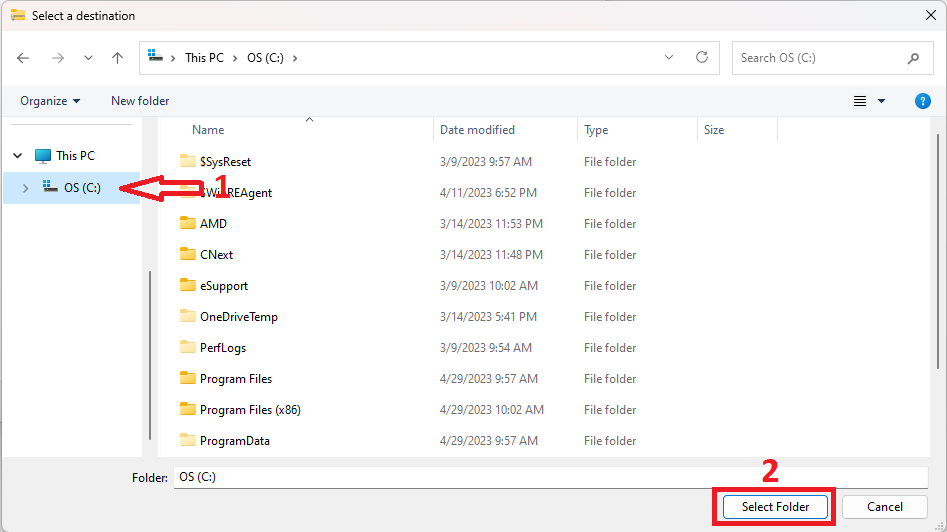 Select a destination
This PC OS (C:)
Search OS (C:)
Organize New folder
Name Date modified Type Size
This PC
OS (C:)
1
$SysReset 3/9/2023 9:57 AM File folder
$WinREAgent 4/11/2023 6:52 PM File folder
AMD 3/14/2023 11:53 PM File folder
CNext 3/14/2023 11:48 PM File folder
eSupport 3/9/2023 10:02 AM File folder
OneDriveTemp 3/14/2023 5:41 PM File folder
PerfLogs 3/9/2023 9:54 AM File folder
Program Files 4/29/2023 9:57 AM File folder
Program Files (x86) 4/29/2023 10:02 AM File folder
ProgramData 4/29/2023 9:57 AM File folder
Folder: OS (C:)
2
Select Folder Cancel